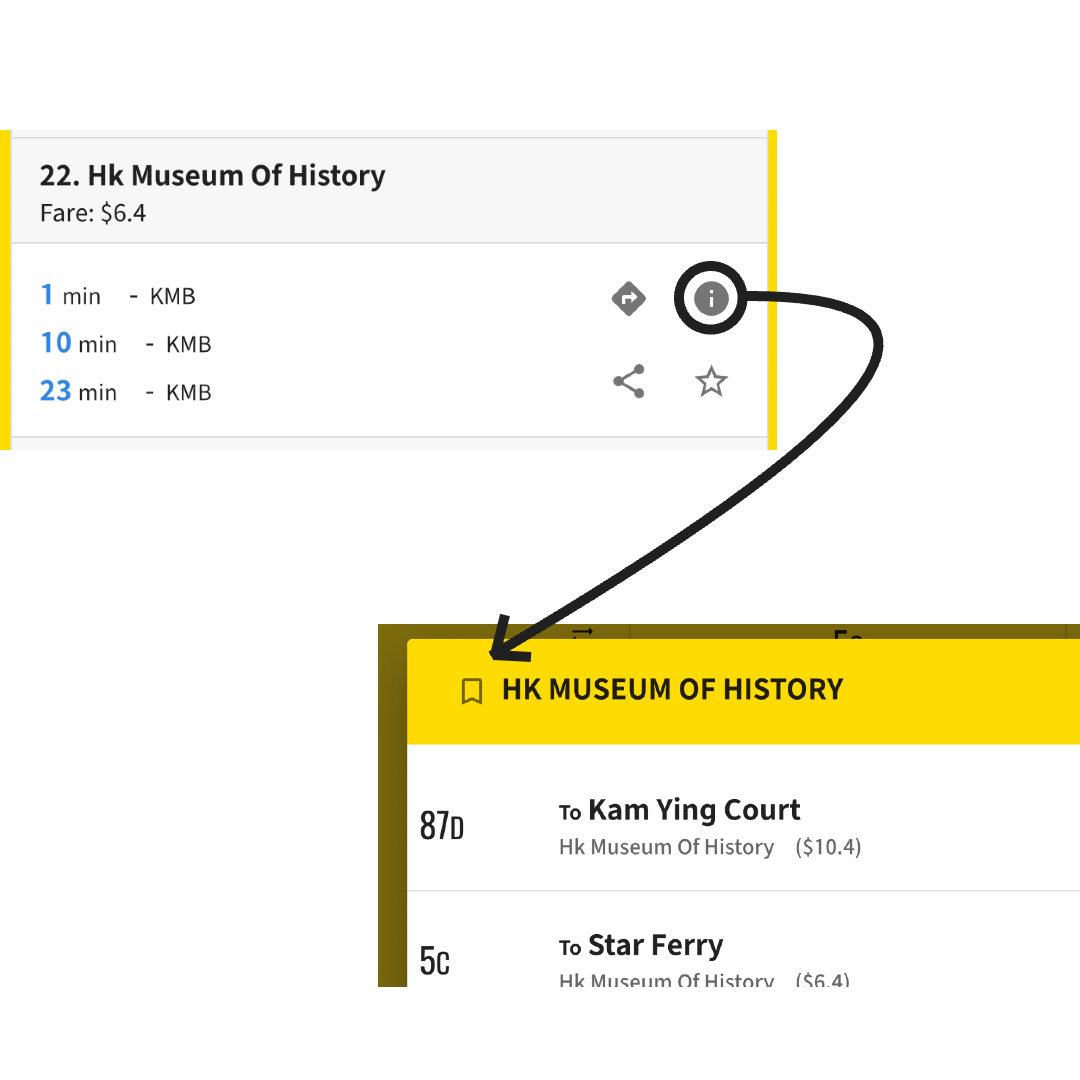 22. Hk Museum Of History
Fare: $6.4
1 min - KMB
10 min - KMB
23 min - KMB
HK MUSEUM OF HISTORY
87D
To Kam Ying Court
Hk Museum Of History ($10.4)
5C
To Star Ferry
Hk Museum Of History ($6.4)